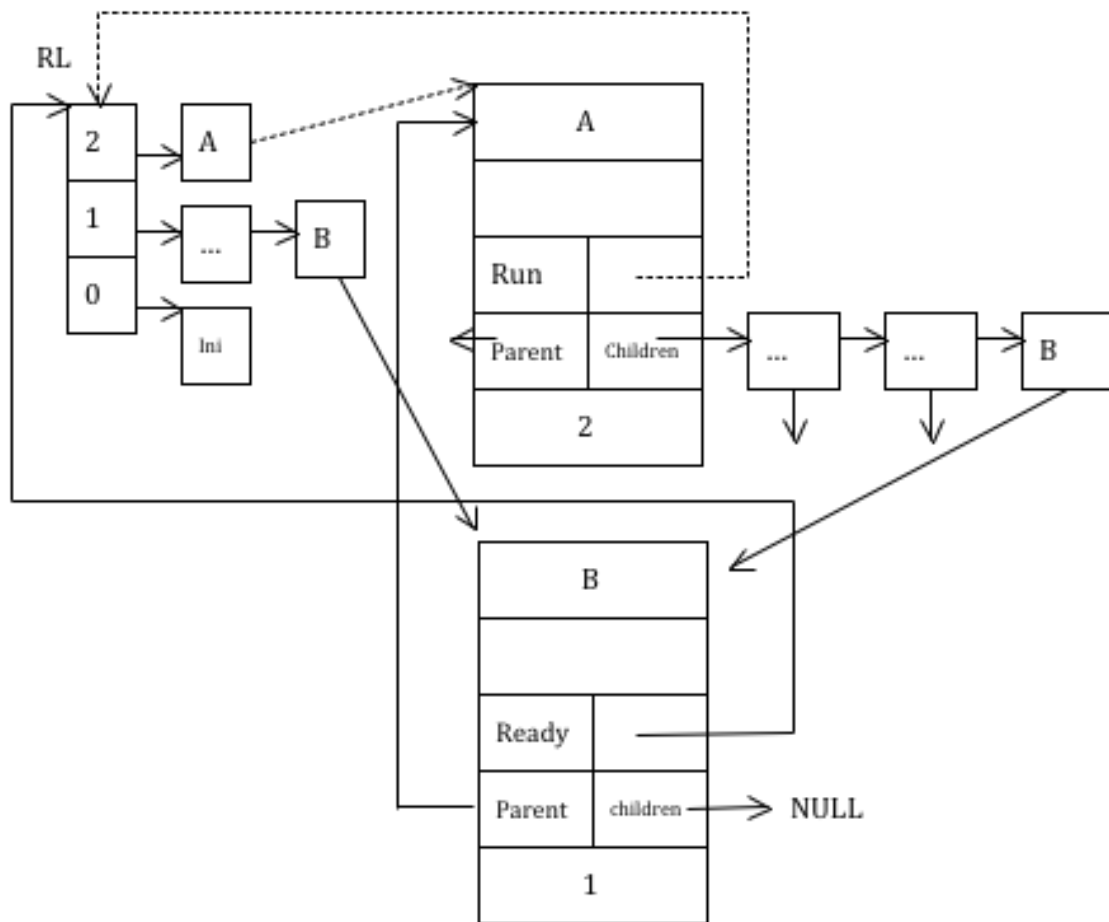 RL
2
A
A
1
...
B
0
Ini
Run
Parent
Children
...
...
B
2
B
Ready
Parent
children
NULL
1